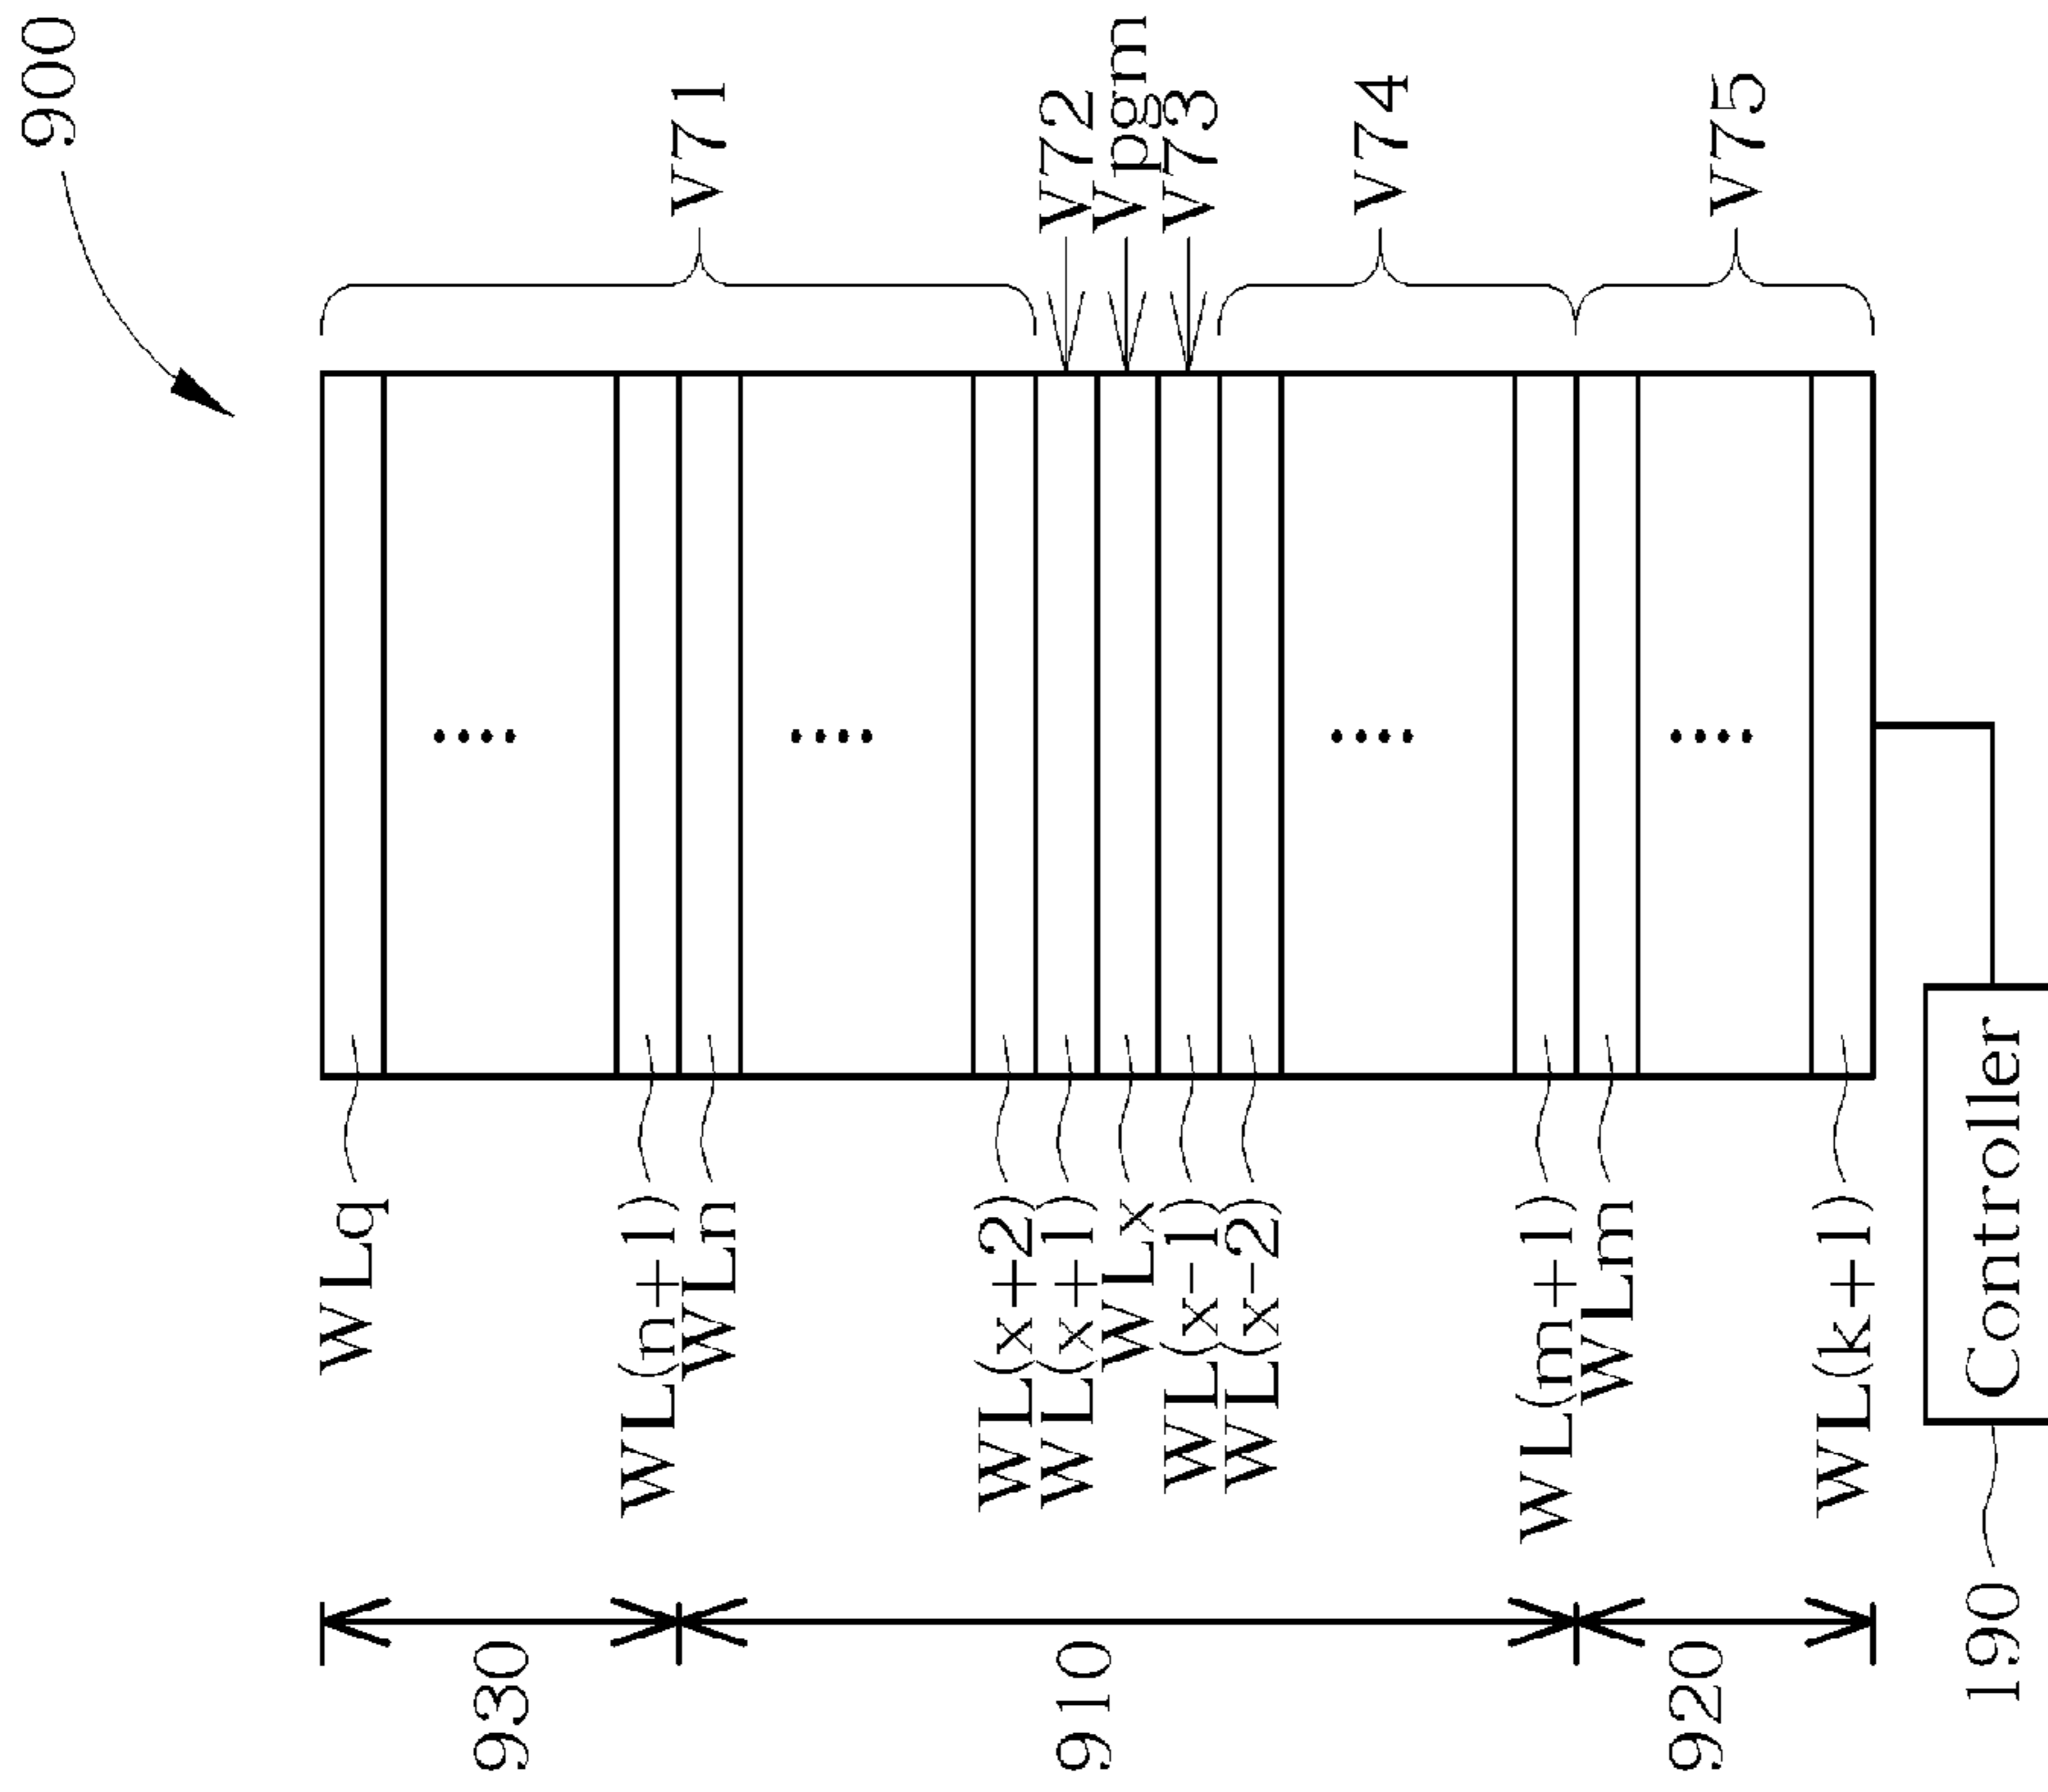 900
V71
V72
Vpgm
V73
V74
V75
WLq
WL(n+1)
WLn
WL(x+2)
WL(x+1)
WLx
WL(x-1)
WL(x-2)
WL(m+1)
WLm
WL(k+1)
Controller
930
910
920
190